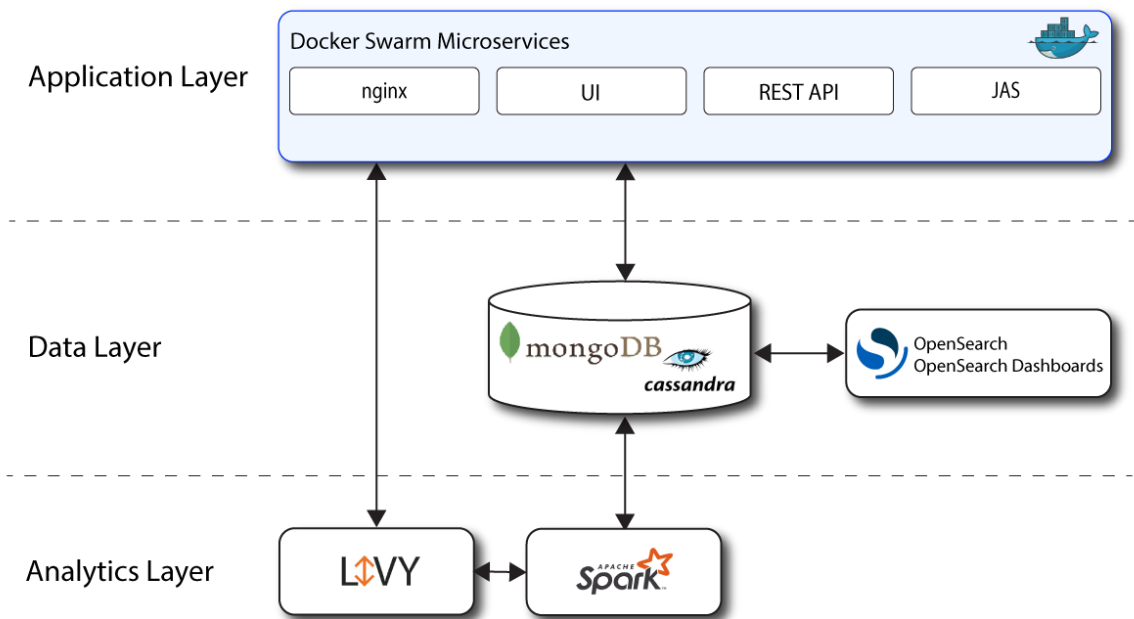 Docker Swarm Microservices
Application Layer
nginx
UI
REST API
JAS
Data Layer
mongoDB
cassandra
OpenSearch
OpenSearch Dashboards
Analytics Layer
LIVY
APACHE
Spark™